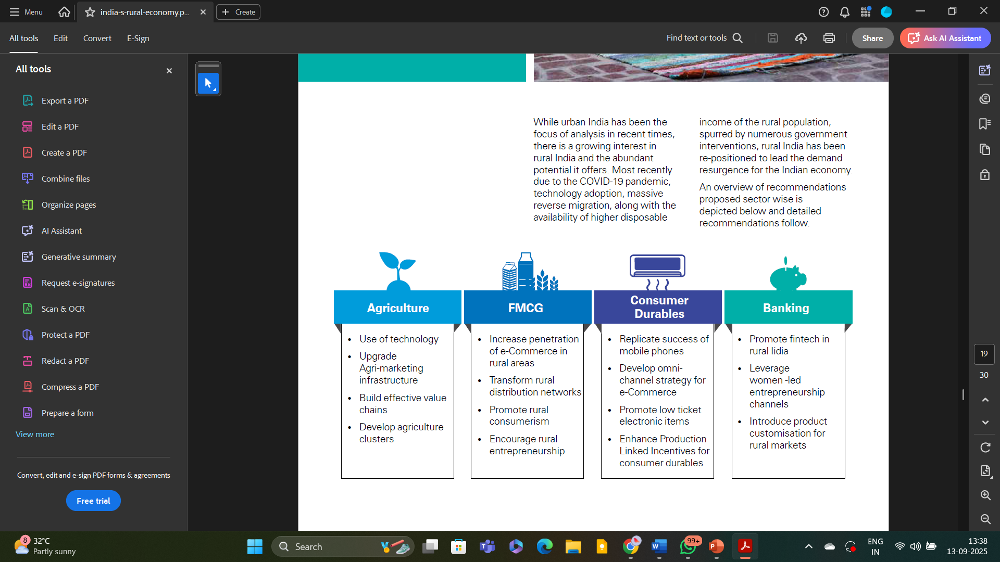 Menu
india-s-rural-economy.p...
Create
All tools
Edit
Convert
E-Sign
Find text or tools
Share
Ask AI Assistant
All tools
Export a PDF
Edit a PDF
Create a PDF
Combine files
Organize pages
AI Assistant
Generative summary
Request e-signatures
Scan & OCR
Protect a PDF
Redact a PDF
Compress a PDF
Prepare a form
View more
Convert, edit and e-sign PDF forms & agreements
Free trial
While urban India has been the
focus of analysis in recent times,
there is a growing interest in
rural India and the abundant
potential it offers. Most recently
due to the COVID-19 pandemic,
technology adoption, massive
reverse migration, along with the
availability of higher disposable
income of the rural population,
spurred by numerous government
interventions, rural India has been
re-positioned to lead the demand
resurgence for the Indian economy.
An overview of recommendations
proposed sector wise is
depicted below and detailed
recommendations follow.
Agriculture
• Use of technology
• Upgrade
Agri-marketing
infrastructure
• Build effective value
chains
• Develop agriculture
clusters
FMCG
• Increase penetration
of e-Commerce in
rural areas
• Transform rural
distribution networks
• Promote rural
consumerism
• Encourage rural
entrepreneurship
Consumer
Durables
• Replicate success of
mobile phones
• Develop omni-
channel strategy for
e-Commerce
• Promote low ticket
electronic items
• Enhance Production
Linked Incentives for
consumer durables
Banking
• Promote fintech in
rural Iidia
• Leverage
women -led
entrepreneurship
channels
• Introduce product
customisation for
rural markets
19
30
8
32°C
Partly sunny
Search
99+
ENG
IN
13:38
13-09-2025